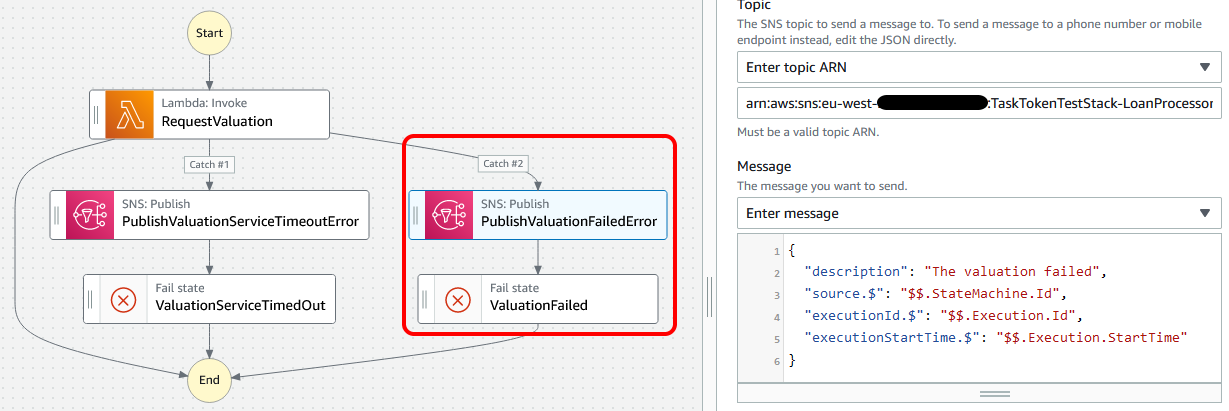 Start
Lambda: Invoke
RequestValuation
Catch #1
Catch #2
SNS: Publish
PublishValuationServiceTimeoutError
SNS: Publish
PublishValuationFailedError
Fail state
ValuationServiceTimedOut
Fail state
ValuationFailed
End
Topic
The SNS topic to send a message to. To send a message to a phone number or mobile
endpoint instead, edit the JSON directly.
Enter topic ARN
arn:aws:sns:eu-west- :TaskTokenTestStack-LoanProcessor
Must be a valid topic ARN.
Message
The message you want to send.
Enter message
1 {
2 "description": "The valuation failed",
3 "source.$": "$$.StateMachine.Id",
4 "executionId.$": "$$.Execution.Id",
5 "executionStartTime.$": "$$.Execution.StartTime"
6 }